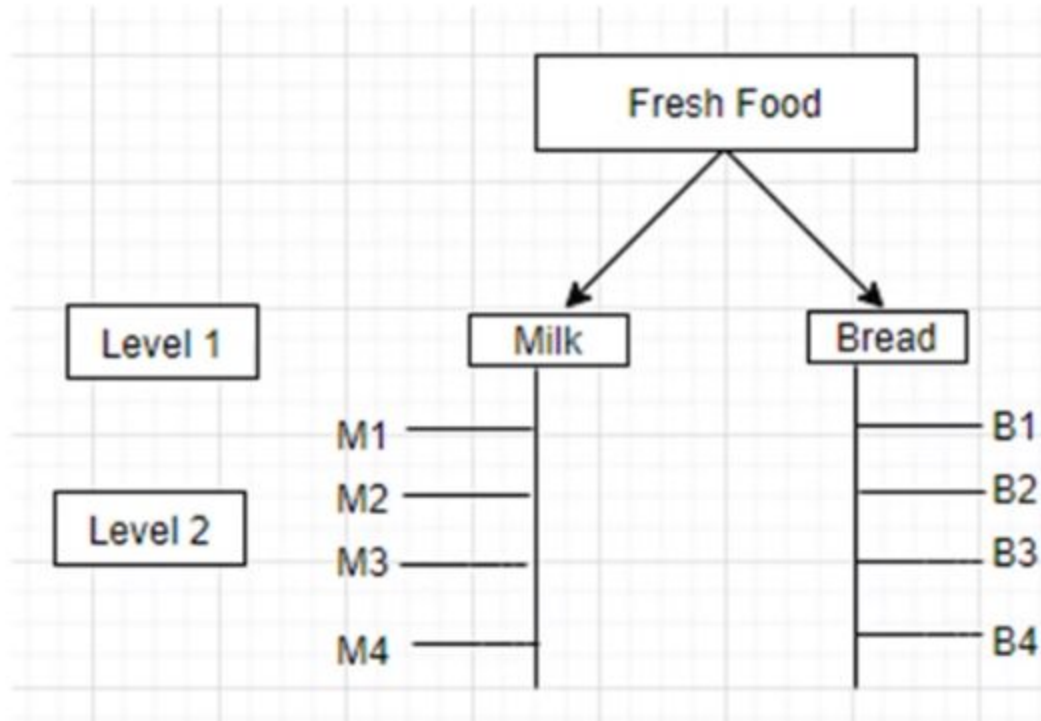 Fresh Food
Level 1
Milk
Bread
M1
B1
M2
B2
Level 2
M3
B3
M4
B4